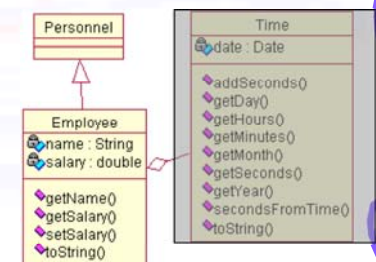 Personnel
Employee
name : String
salary : double
getName()
getSalary()
setSalary()
toString()
Time
date : Date
addSeconds()
getDay()
getHours()
getMinutes()
getMonth()
getSeconds()
getYear()
secondsFromTime()
toString()